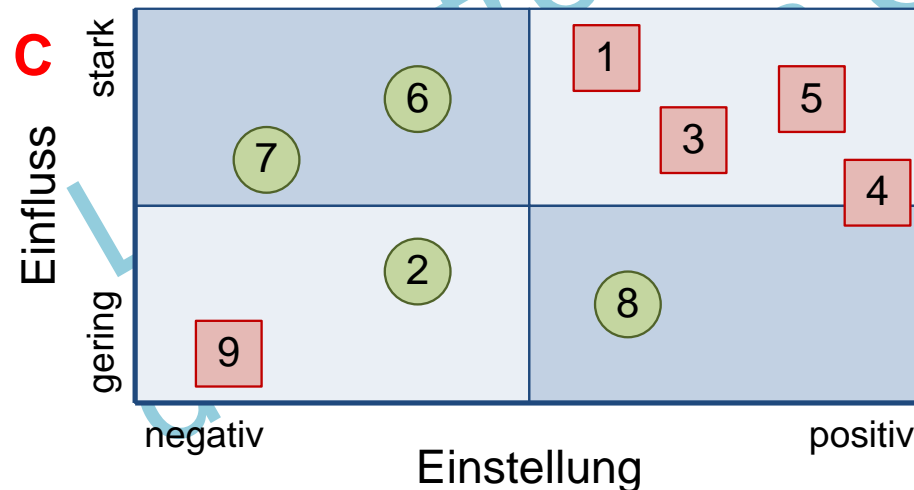 C
stark
1
5
6
3
7
4
Einfluss
2
8
gering
9
negativ
positiv
Einstellung